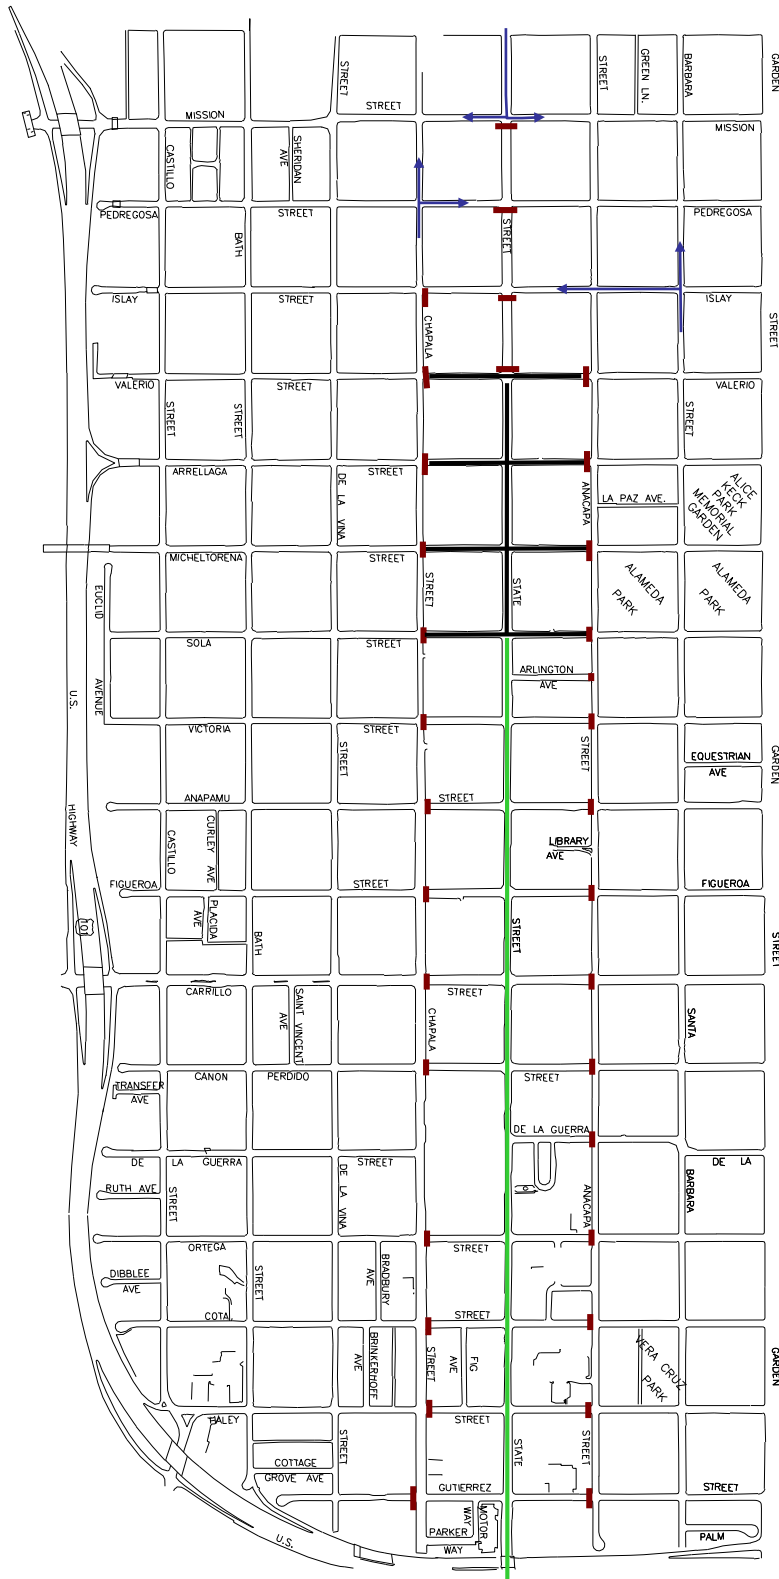 GARDEN
STREET
STREET
GREEN LN.
BARBARA
STREET
MISSION
MISSION
CASTILLO
SHERIDAN
AVE
PEDREGOSA
STREET
PEDREGOSA
STREET
BATH
ISLAY
STREET
ISLAY
CHAPALA
STREET
VALERIO
STREET
VALERIO
STREET
STREET
STREET
ARRELLAGA
STREET
DE LA VINA
ANACAPA
LA PAZ AVE.
ALICE
KECK
PARK
MEMORIAL
GARDEN
MICHELTORENA
STREET
EUCLID
AVENUE
STREET
STATE
ALAMEDA
PARK
ALAMEDA
PARK
SOLA
STREET
ARLINGTON
AVE
U.S.
HIGHWAY
VICTORIA
STREET
STREET
STREET
EQUESTRIAN
AVE
GARDEN
ANAPAMU
STREET
CASTILLO
CURLEY AVE
LIBRARY
AVE
FIGUEROA
STREET
FIGUEROA
PLACIDA
AVE
101
BATH
STREET
STREET
CARRILLO
STREET
SAINT VINCENT
AVE
CHAPALA
SANTA
CANON PERDIDO
STREET
TRANSFER
AVE
DE LA GUERRA
DE LA GUERRA
STREET
DE LA
RUTH AVE
STREET
DE LA VINA
ANACAPA
BARBARA
ORTEGA
STREET
DIBBLEE
AVE
STREET
BRADBURY
AVE
COTA
STREET
BRINKERHOFF
AVE
STREET
FIG
AVE
VERA CRUZ
PARK
GARDEN
HALEY
STREET
STREET
STATE
STREET
COTTAGE
GROVE AVE
GUTIERREZ
STREET
U.S.
PARKER
WAY
MOTOR
WAY
PALM